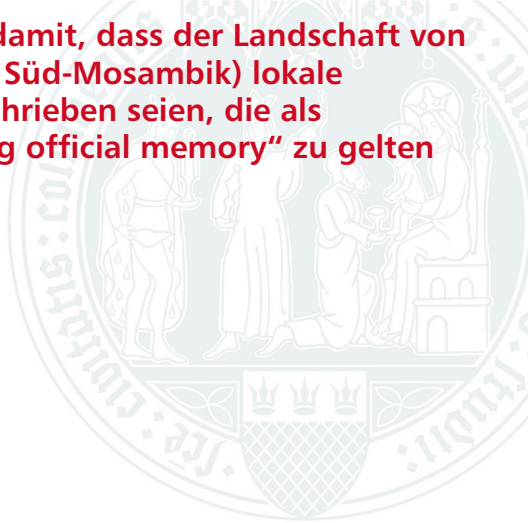 damit, dass der Landschaft von
Süd-Mosambik) lokale
hrieben seien, die als
g official memory“ zu gelten